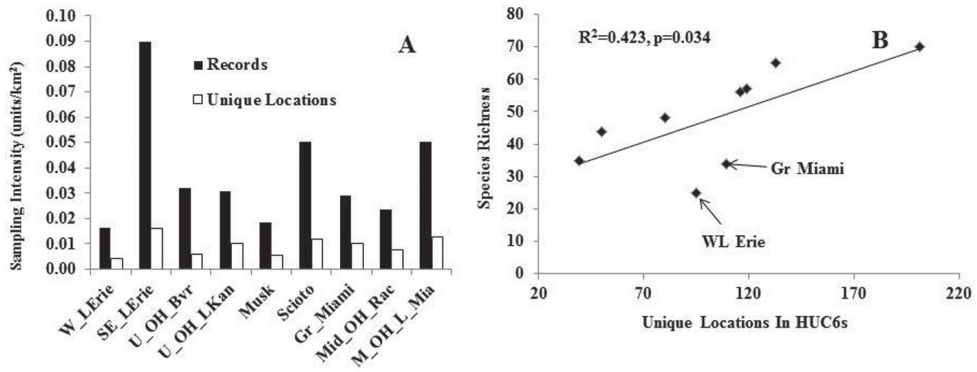 A
Sampling Intensity (units/km²)
0.10
0.09
0.08
0.07
0.06
0.05
0.04
0.03
0.02
0.01
0.00
Records
Unique Locations
W_LErie
SE_LErie
U_OH_Bvr
U_OH_LKan
Musk
Scioto
Gr_Miami
Mid_OH_Rac
M_OH_L_Mia
B
R²=0.423, p=0.034
Species Richness
80
70
60
50
40
30
20
10
0
Gr Miami
WL Erie
20
70
120
170
220
Unique Locations In HUC6s